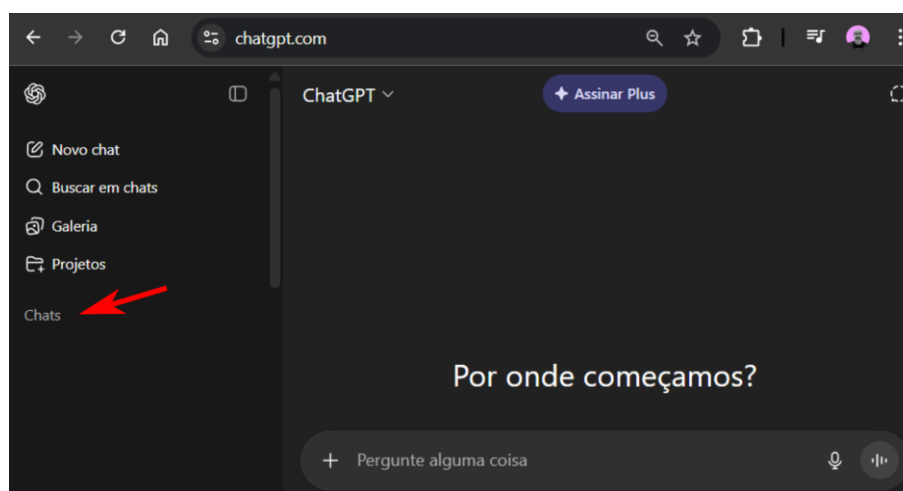 chatgpt.com
ChatGPT
Assinar Plus
Novo chat
Buscar em chats
Galeria
Projetos
Chats
Por onde começamos?
Pergunte alguma coisa